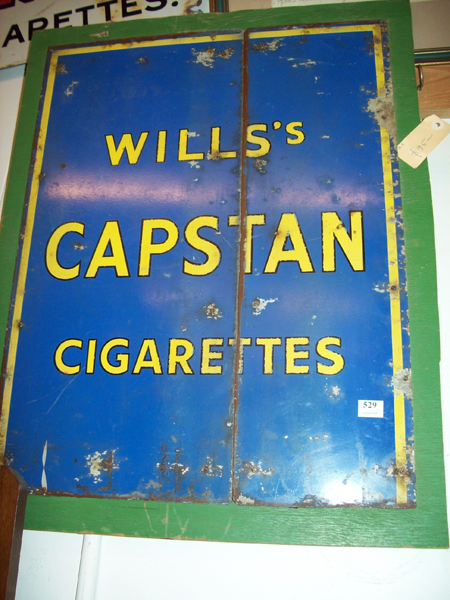 ARETTES.
WILLS'S
CAPSTAN
CIGARETTES
529